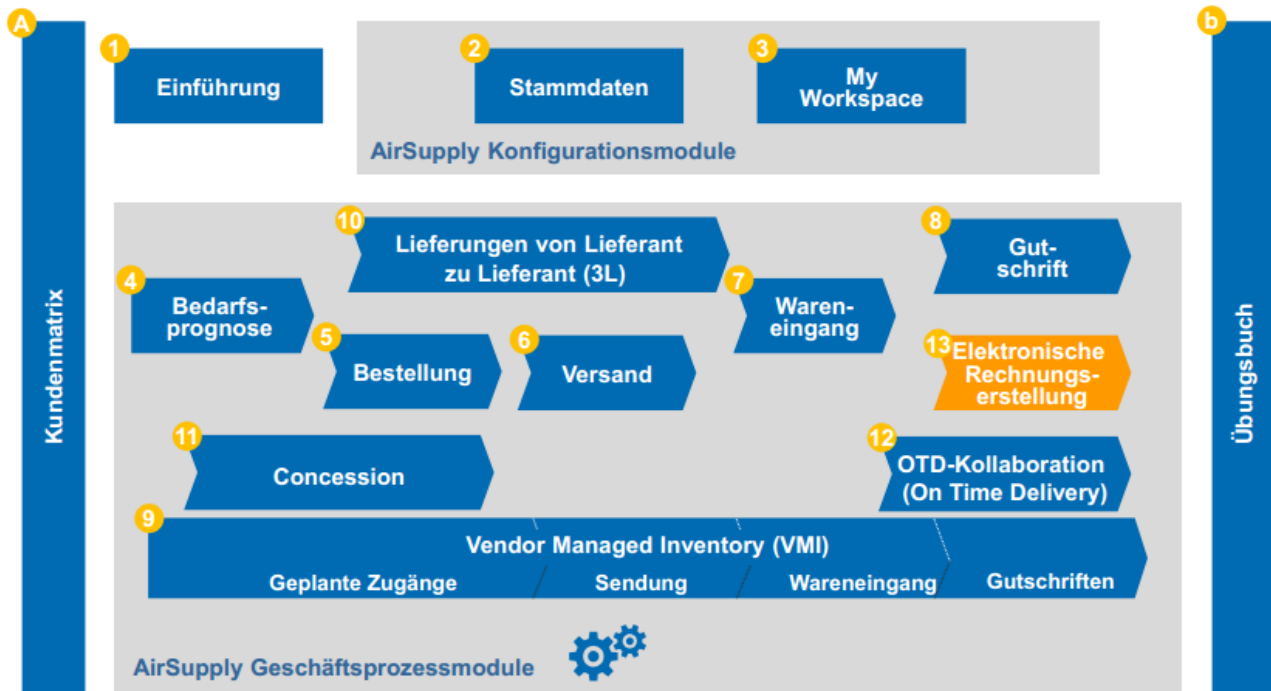 A
Kundenmatrix
1
Einführung
2
Stammdaten
3
My
Workspace
AirSupply Konfigurationsmodule
b
Übungsbuch
10
Lieferungen von Lieferant
zu Lieferant (3L)
8
Gut-
schrift
4
Bedarfs-
prognose
7
Waren-
eingang
5
Bestellung
6
Versand
13
Elektronische
Rechnungs-
erstellung
11
Concession
12
OTD-Kollaboration
(On Time Delivery)
9
Vendor Managed Inventory (VMI)
Geplante Zugänge
Sendung
Wareneingang
Gutschriften
AirSupply Geschäftsprozessmodule